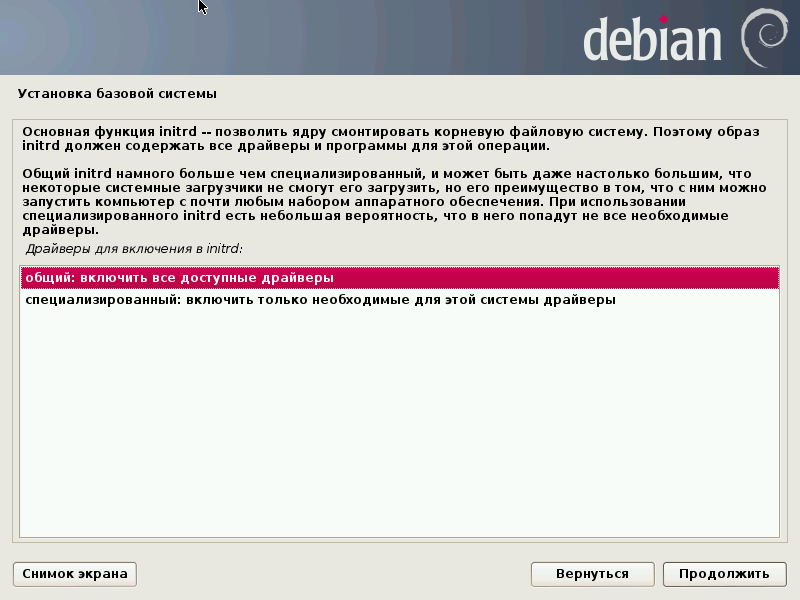 debian
Установка базовой системы
Основная функция initrd -- позволить ядру смонтировать корневую файловую систему. Поэтому образ
initrd должен содержать все драйверы и программы для этой операции.
Общий initrd намного больше чем специализированный, и может быть даже настолько большим, что
некоторые системные загрузчики не смогут его загрузить, но его преимущество в том, что с ним можно
запустить компьютер с почти любым набором аппаратного обеспечения. При использовании
специализированного initrd есть небольшая вероятность, что в него попадут не все необходимые
драйверы.
Драйверы для включения в initrd:
общий: включить все доступные драйверы
специализированный: включить только необходимые для этой системы драйверы
Снимок экрана
Вернуться
Продолжить